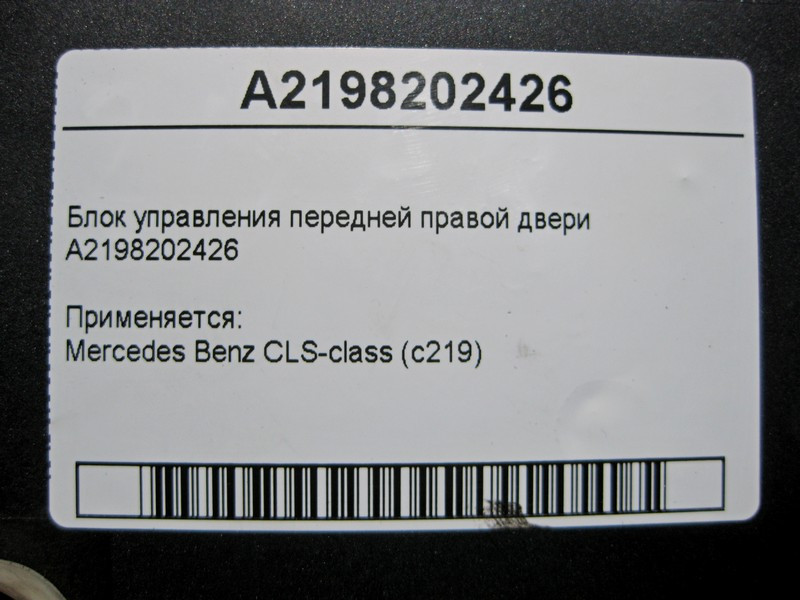 A2198202426
Блок управления передней правой двери
A2198202426
Применяется:
Mercedes Benz CLS-class (c219)